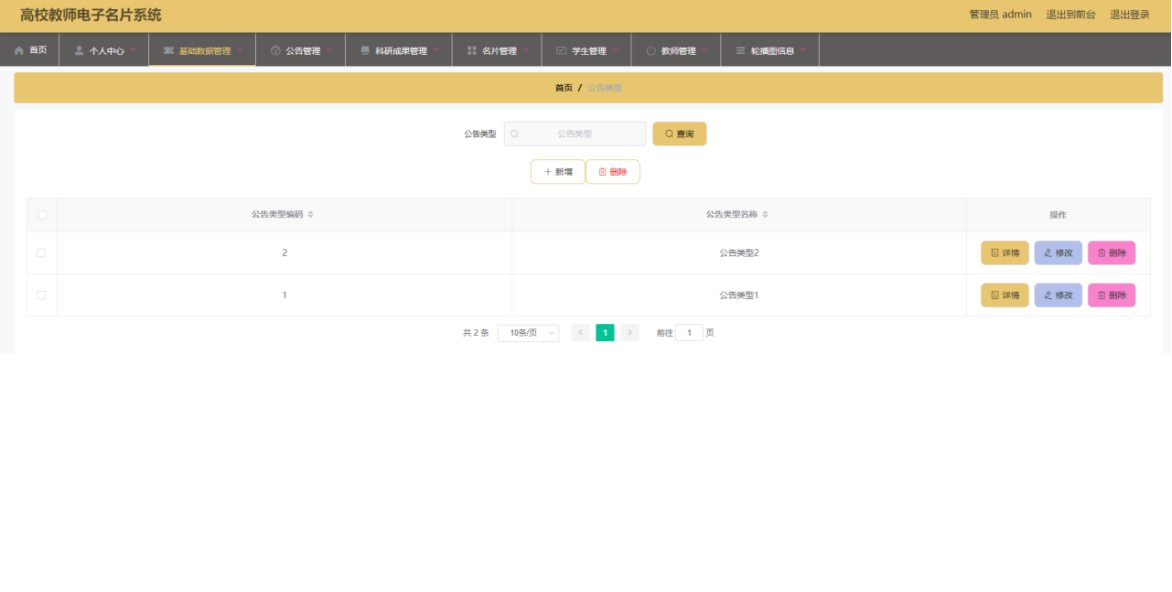 高校教师电子名片系统 管理员 admin 退出到前台 退出登录
首页 个人中心 基础数据管理 公告管理 科研成果管理 名片管理 学生管理 教师管理 轮播图信息
首页 / 公告类型
公告类型 公告类型 查询
新增 删除
公告类型编码 公告类型名称 操作
2 公告类型2 详情 修改 删除
1 公告类型1 详情 修改 删除
共 2 条 10条/页 1 前往 1 页